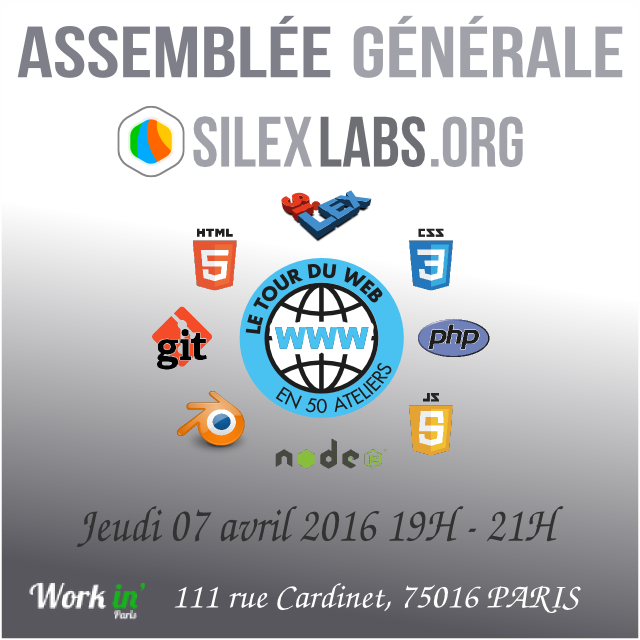 ASSEMBLÉE GÉNÉRALE
SILEXLABS.ORG
SILEX
HTML
5
CSS
3
LE TOUR DU WEB
WWW
EN 50 ATELIERS
git
php
JS
5
node
JS
Jeudi 07 avril 2016 19H - 21H
Work in'
Paris
111 rue Cardinet, 75016 PARIS